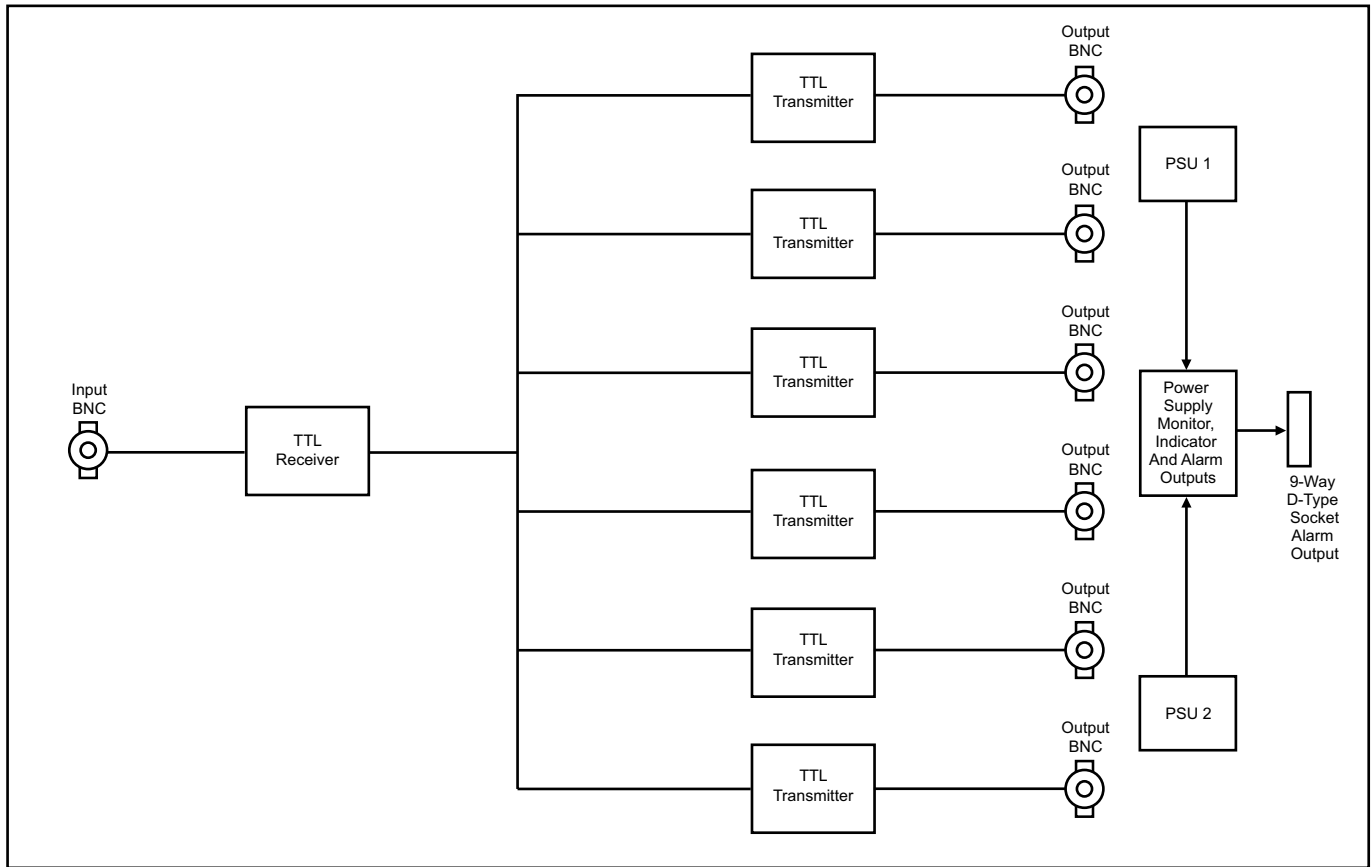 Output
BNC
TTL
Transmitter
PSU 1
Output
BNC
TTL
Transmitter
Output
BNC
TTL
Transmitter
Input
BNC
TTL
Receiver
Power
Supply
Monitor,
Indicator
And Alarm
Outputs
9-Way
D-Type
Socket
Alarm
Output
Output
BNC
TTL
Transmitter
Output
BNC
TTL
Transmitter
PSU 2
Output
BNC
TTL
Transmitter